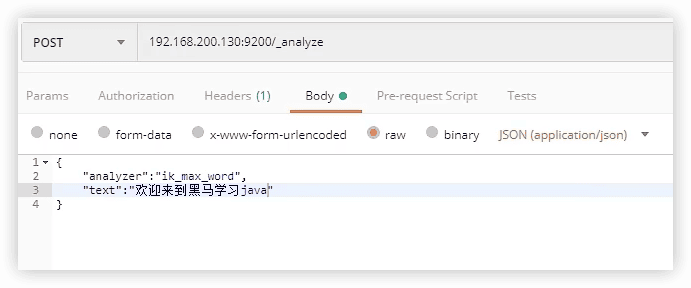 POST 192.168.200.130:9200/_analyze
Params Authorization Headers (1) Body Pre-request Script Tests
none form-data x-www-form-urlencoded raw binary JSON (application/json)
1 {
2 "analyzer":"ik_max_word",
3 "text":"欢迎来到黑马学习java"
4 }